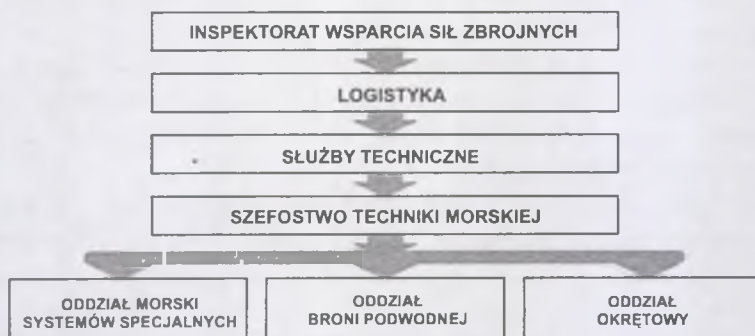 INSPEKTORAT WSPARCIA SIŁ ZBROJNYCH
LOGISTYKA
SŁUŻBY TECHNICZNE
SZEFOSTWO TECHNIKI MORSKIEJ
ODDZIAŁ MORSKI
SYSTEMÓW SPECJALNYCH
ODDZIAŁ
BRONI PODWODNEJ
ODDZIAŁ
OKRĘTOWY